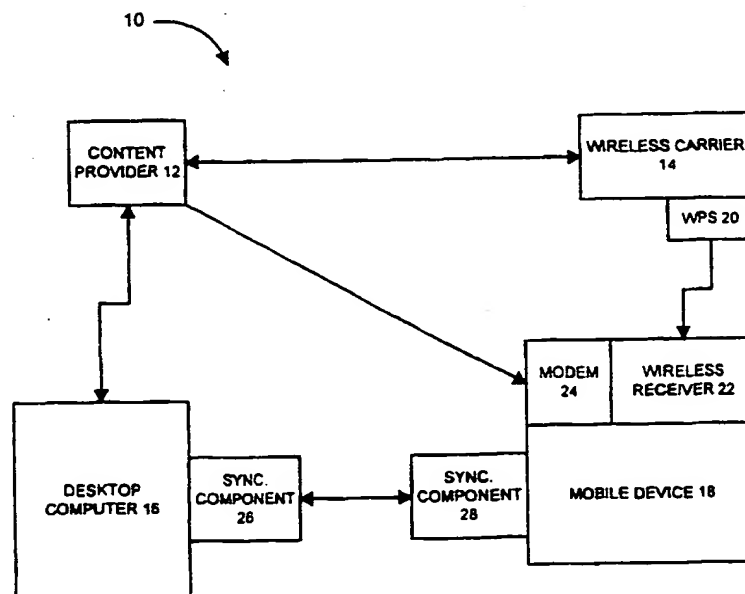 10
CONTENT
PROVIDER 12
WIRELESS CARRIER
14
WPS 20
MODEM
24
WIRELESS
RECEIVER 22
DESKTOP
COMPUTER 16
SYNC.
COMPONENT
26
SYNC.
COMPONENT
28
MOBILE DEVICE 18